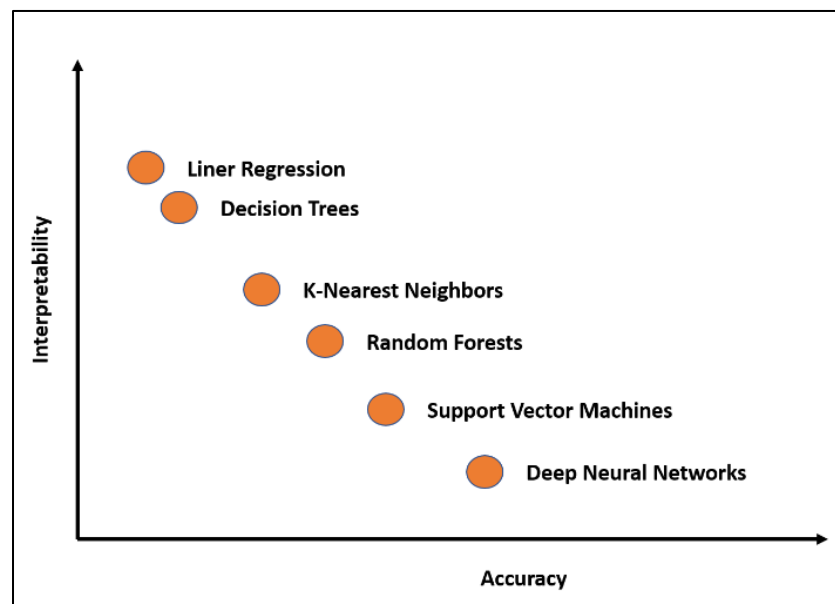 Interpretability
Liner Regression
Decision Trees
K-Nearest Neighbors
Random Forests
Support Vector Machines
Deep Neural Networks
Accuracy